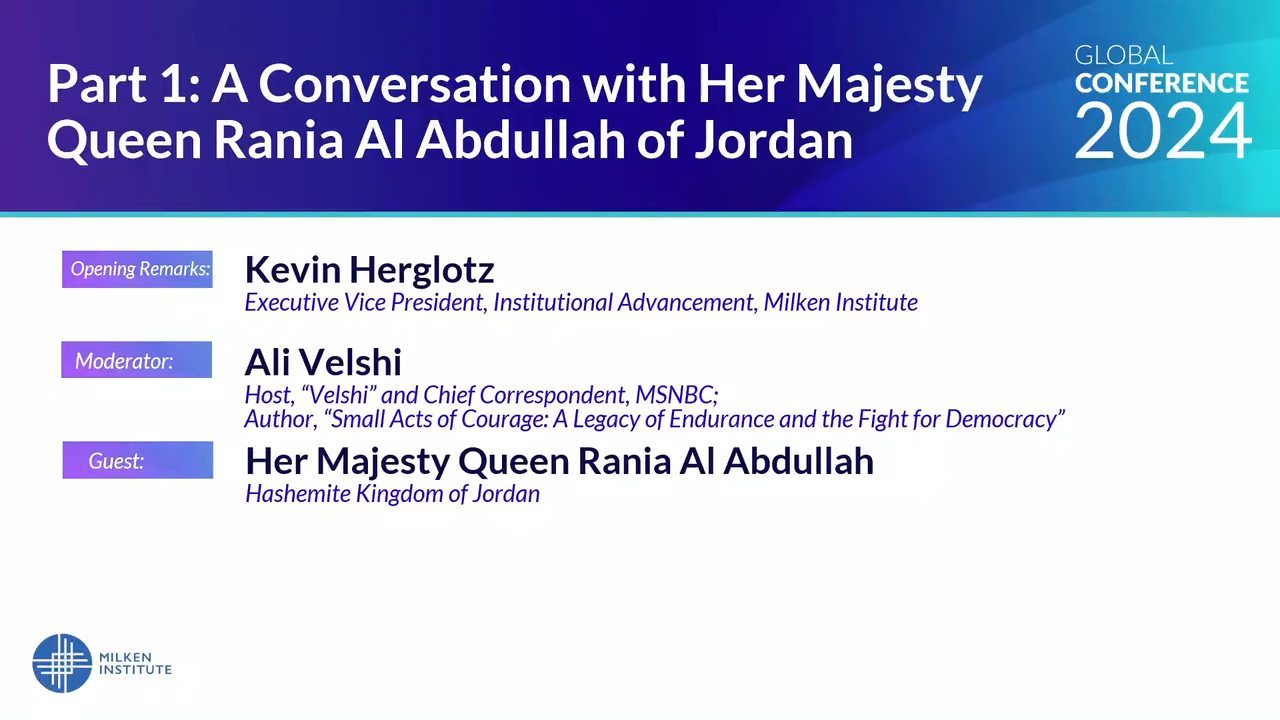 Part 1: A Conversation with Her Majesty
Queen Rania Al Abdullah of Jordan
GLOBAL
CONFERENCE
2024
Opening Remarks:
Kevin Herglotz
Executive Vice President, Institutional Advancement, Milken Institute
Moderator:
Ali Velshi
Host, “Velshi” and Chief Correspondent, MSNBC;
Author, “Small Acts of Courage: A Legacy of Endurance and the Fight for Democracy”
Guest:
Her Majesty Queen Rania Al Abdullah
Hashemite Kingdom of Jordan
MILKEN
INSTITUTE